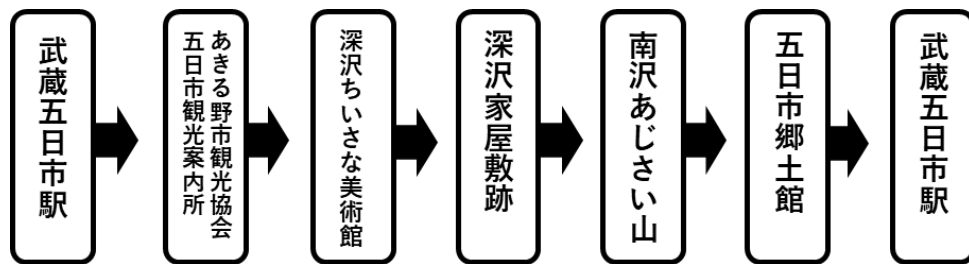 武蔵五日市駅
あきる野市観光協会
五日市観光案内所
深沢ちいさな美術館
深沢家屋敷跡
南沢あじさい山
五日市郷土館
武蔵五日市駅